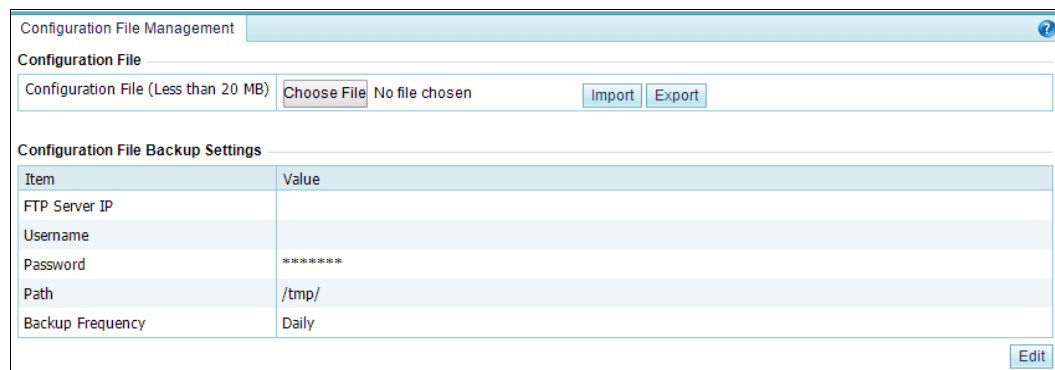 Configuration File Management
?
Configuration File
Configuration File (Less than 20 MB) Choose File No file chosen Import Export
Configuration File Backup Settings
Item Value
FTP Server IP
Username
Password *******
Path /tmp/
Backup Frequency Daily
Edit